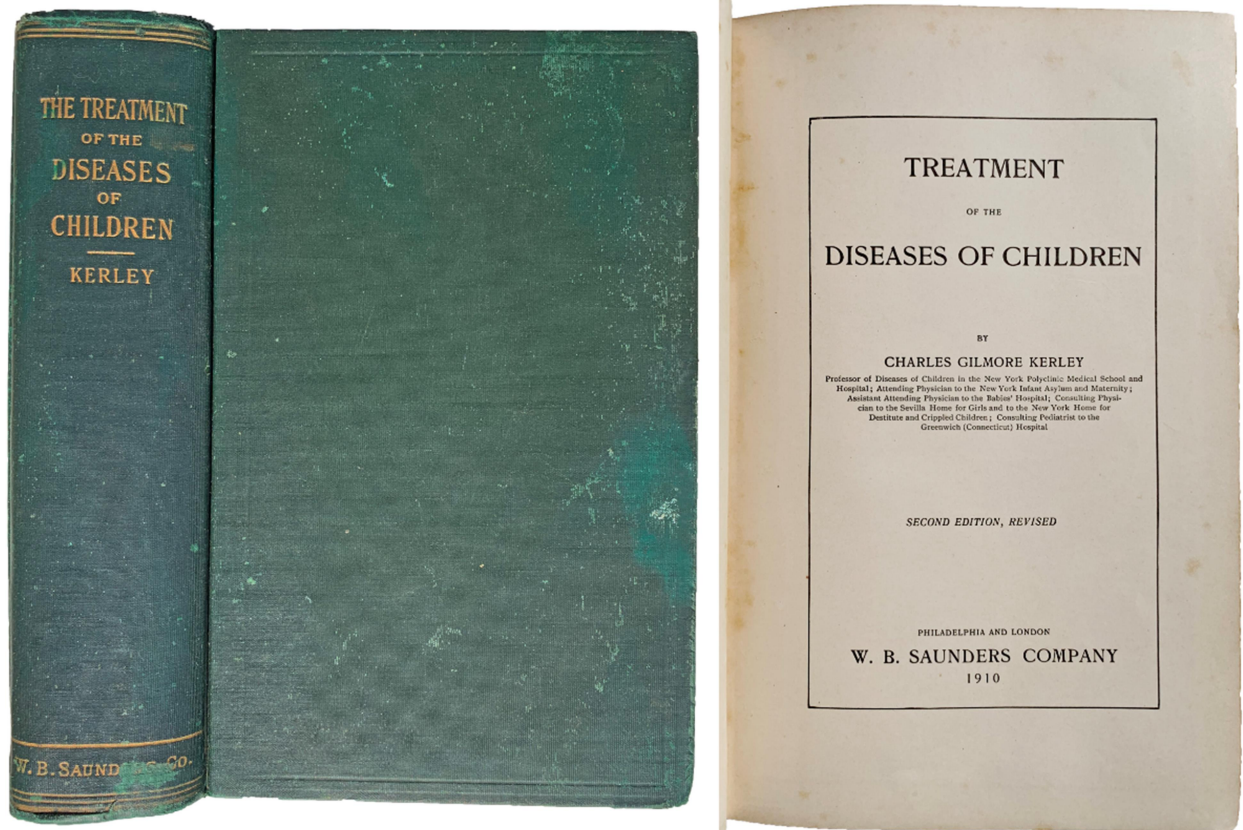 THE TREATMENT
OF THE
DISEASES
OF
CHILDREN
KERLEY
W. B. SAUNDERS CO.
TREATMENT
OF THE
DISEASES OF CHILDREN
BY
CHARLES GILMORE KERLEY
Professor of Diseases of Children in the New York Polyclinic Medical School and
Hospital; Attending Physician to the New York Infant Asylum and Maternity;
Assistant Attending Physician to the Babies' Hospital; Consulting Physi-
cian to the Sevilla Home for Girls and to the New York Home for
Destitute and Crippled Children; Consulting Pediatrist to the
Greenwich (Connecticut) Hospital
SECOND EDITION, REVISED
PHILADELPHIA AND LONDON
W. B. SAUNDERS COMPANY
1910